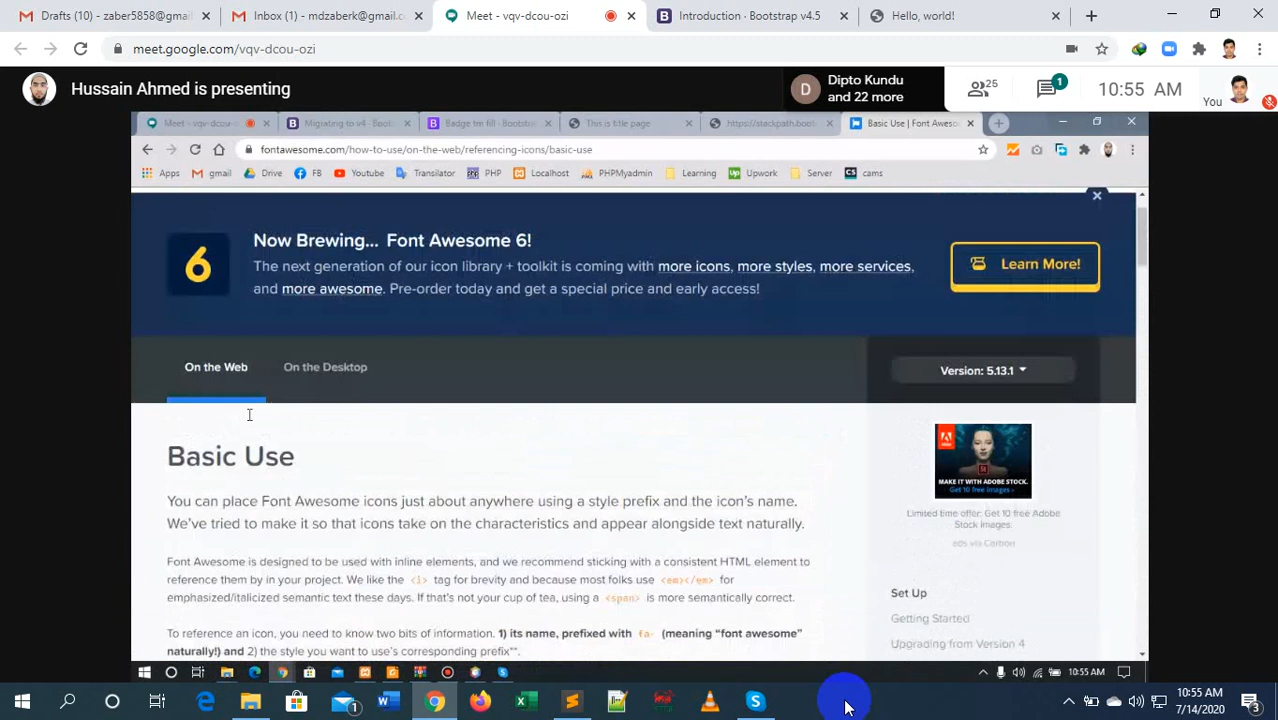 Drafts (10) - zaber5858@gmail
Inbox (1) - mdzaberk@gmail.c
Meet - vqv-dcou-ozi
Introduction · Bootstrap v4.5
Hello, world!
meet.google.com/vqv-dcou-ozi
Hussain Ahmed is presenting
D
Dipto Kundu
and 22 more
25
1
10:55 AM
You
Meet - vqv-dcou
Migrating to v4 · Boots
Badge tm fill · Bootstra
This is title page
https://stackpath.boots
Basic Use | Font Aweso
fontawesome.com/how-to-use/on-the-web/referencing-icons/basic-use
Apps
gmail
Drive
FB
Youtube
Translator
PHP
Localhost
PHPMyadmin
Learning
Upwork
Server
CS
cams
6
Now Brewing... Font Awesome 6!
The next generation of our icon library + toolkit is coming with more icons, more styles, more services,
and more awesome. Pre-order today and get a special price and early access!
Learn More!
On the Web
On the Desktop
Version: 5.13.1
Basic Use
You can place Font Awesome icons just about anywhere using a style prefix and the icon's name.
We've tried to make it so that icons take on the characteristics and appear alongside text naturally.
Font Awesome is designed to be used with inline elements, and we recommend sticking with a consistent HTML element to
reference them by in your project. We like the <i> tag for brevity and because most folks use <em></em> for
emphasized/italicized semantic text these days. If that's not your cup of tea, using a <span> is more semantically correct.
To reference an icon, you need to know two bits of information. 1) its name, prefixed with fa- (meaning “font awesome”
naturally!) and 2) the style you want to use's corresponding prefix**.
St
MAKE IT WITH ADOBE STOCK.
Get 10 free images ›
Limited time offer: Get 10 free Adobe
Stock images.
ads via Carbon
Set Up
Getting Started
Upgrading from Version 4
10:55 AM
1
10:55 AM
7/14/2020
3